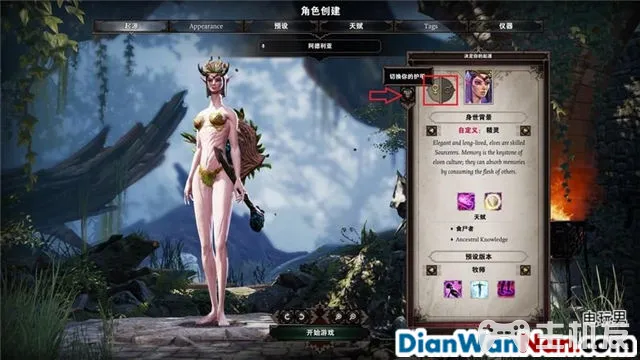 角色创建
起源 Appearance 预设 天赋 Tags 仪器
阿德利亚
决定你的起源
切换你的护甲
身世背景
自定义：精灵
Elegant and long-lived, elves are skilled
Sourcerers. Memory is the keystone of
elven culture; they can absorb memories
by consuming the flesh of others.
天赋
食尸者
Ancestral Knowledge
预设版本
牧师
开始游戏
电玩男
DianWanNan.com